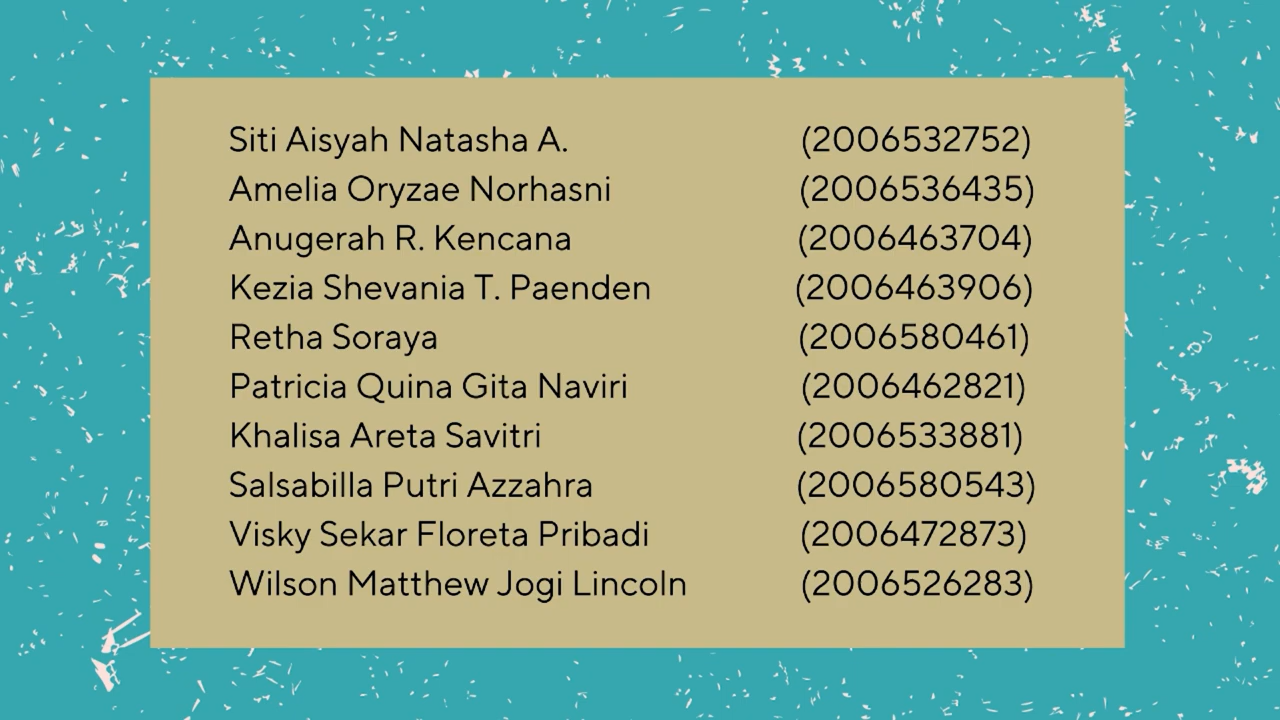 Siti Aisyah Natasha A. (2006532752)
Amelia Oryzae Norhasni (2006536435)
Anugerah R. Kencana (2006463704)
Kezia Shevania T. Paenden (2006463906)
Retha Soraya (2006580461)
Patricia Quina Gita Naviri (2006462821)
Khalisa Areta Savitri (2006533881)
Salsabilla Putri Azzahra (2006580543)
Visky Sekar Floreta Pribadi (2006472873)
Wilson Matthew Jogi Lincoln (2006526283)